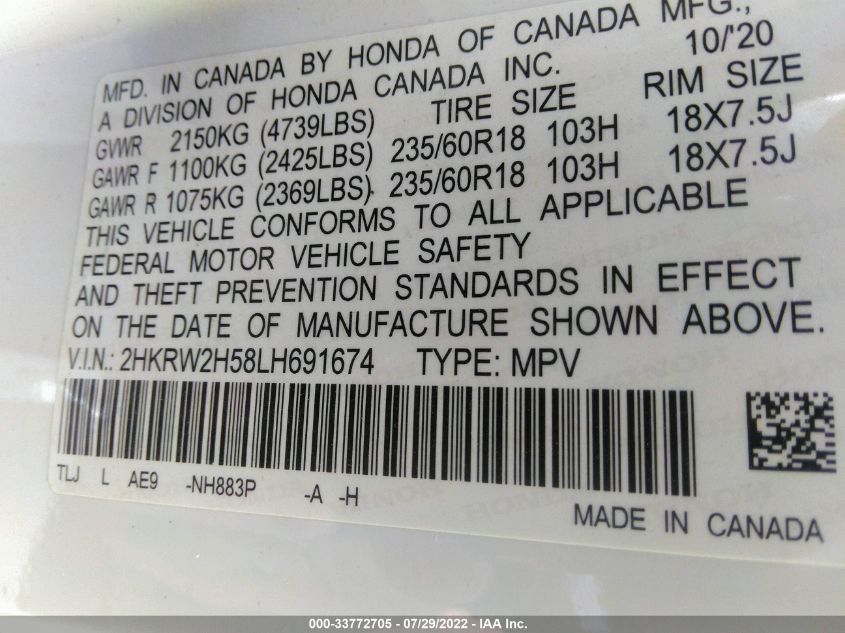 MFD. IN CANADA BY HONDA OF CANADA MFG.,
A DIVISION OF HONDA CANADA INC. 10/'20
GVWR 2150KG (4739LBS) TIRE SIZE RIM SIZE
GAWR F 1100KG (2425LBS) 235/60R18 103H 18X7.5J
GAWR R 1075KG (2369LBS) 235/60R18 103H 18X7.5J
THIS VEHICLE CONFORMS TO ALL APPLICABLE
FEDERAL MOTOR VEHICLE SAFETY
AND THEFT PREVENTION STANDARDS IN EFFECT
ON THE DATE OF MANUFACTURE SHOWN ABOVE.
V.I.N.: 2HKRW2H58LH691674 TYPE: MPV
TLJ L AE9 -NH883P -A -H
MADE IN CANADA
HONDA
000-33772705 - 07/29/2022 - IAA Inc.